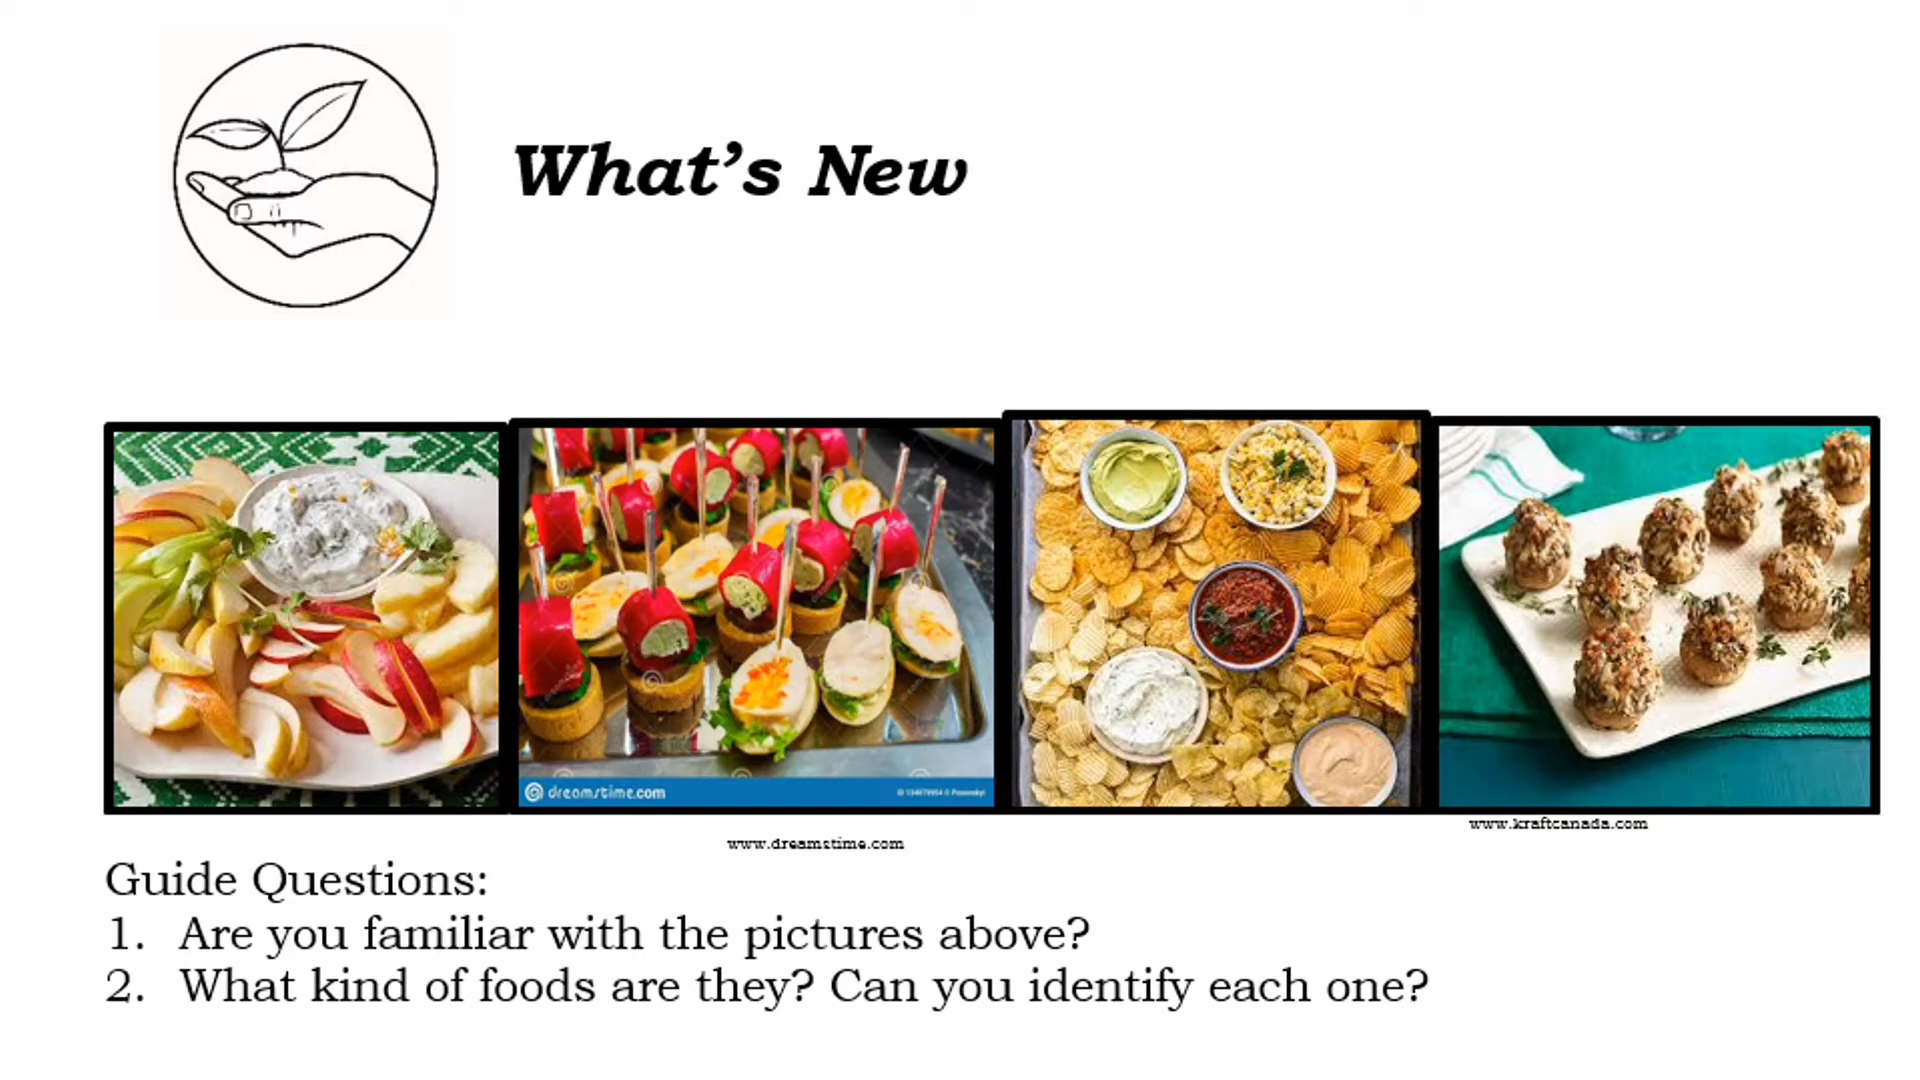 What's New
dreamstime.com
www.dreamstime.com
www.kraftcanada.com
Guide Questions:
1. Are you familiar with the pictures above?
2. What kind of foods are they? Can you identify each one?